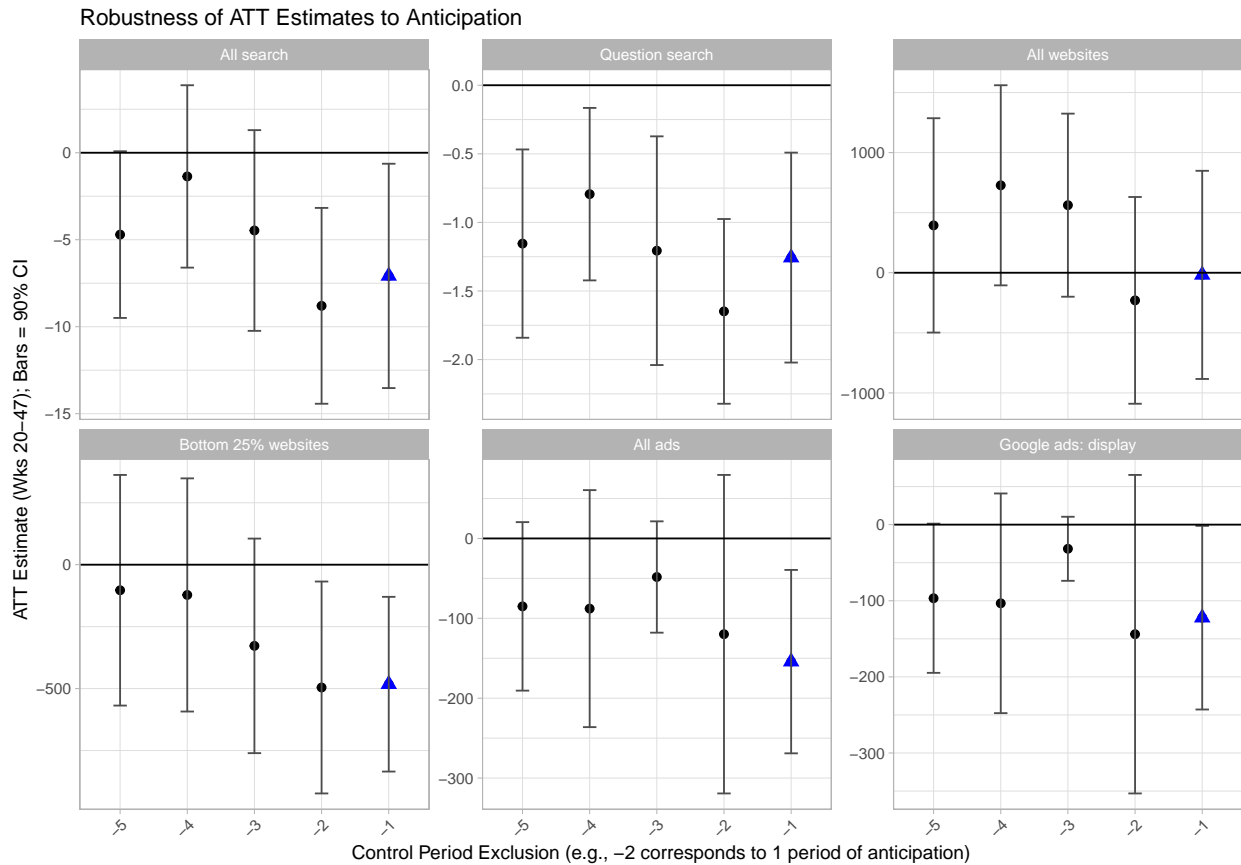 Robustness of ATT Estimates to Anticipation
All search
Question search
All websites
0
−5
−10
−15
0.0
−0.5
−1.0
−1.5
−2.0
1000
0
−1000
Bottom 25% websites
All ads
Google ads: display
0
−500
0
−100
−200
−300
0
−100
−200
−300
−5 −4 −3 −2 −1
−5 −4 −3 −2 −1
−5 −4 −3 −2 −1
ATT Estimate (Wks 20−47); Bars = 90% CI
Control Period Exclusion (e.g., −2 corresponds to 1 period of anticipation)